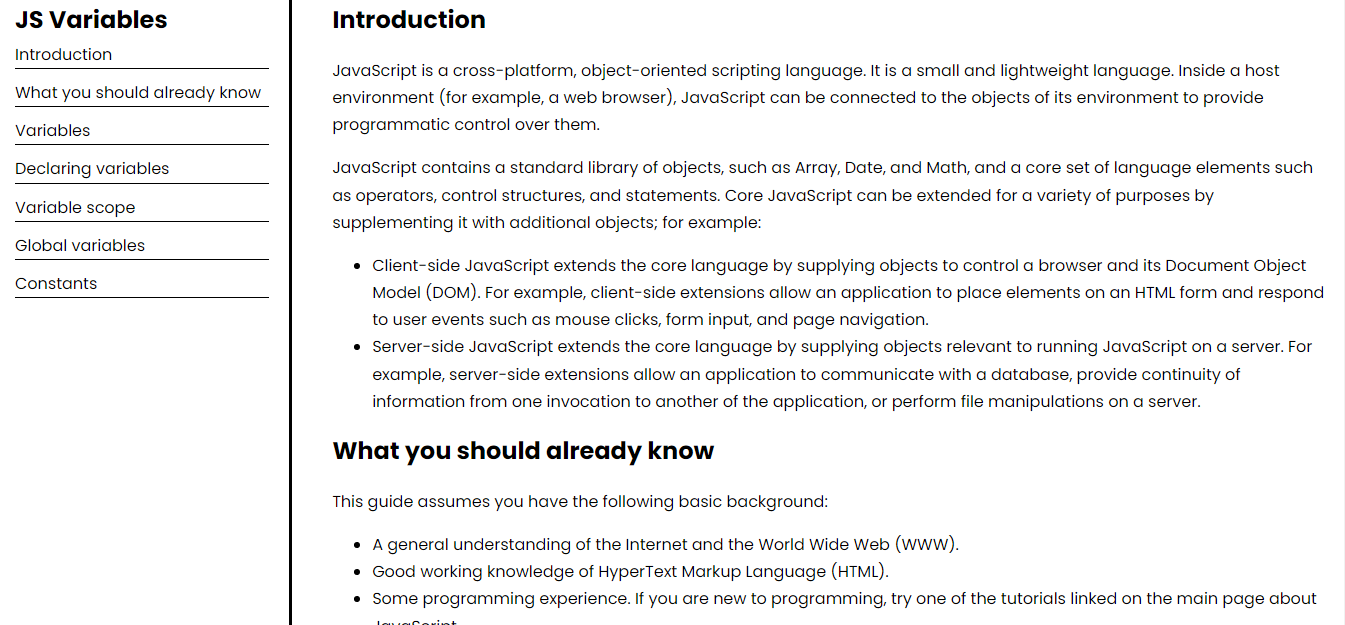 JS Variables
Introduction
What you should already know
Variables
Declaring variables
Variable scope
Global variables
Constants
Introduction
JavaScript is a cross-platform, object-oriented scripting language. It is a small and lightweight language. Inside a host
environment (for example, a web browser), JavaScript can be connected to the objects of its environment to provide
programmatic control over them.
JavaScript contains a standard library of objects, such as Array, Date, and Math, and a core set of language elements such
as operators, control structures, and statements. Core JavaScript can be extended for a variety of purposes by
supplementing it with additional objects; for example:
Client-side JavaScript extends the core language by supplying objects to control a browser and its Document Object
Model (DOM). For example, client-side extensions allow an application to place elements on an HTML form and respond
to user events such as mouse clicks, form input, and page navigation.
Server-side JavaScript extends the core language by supplying objects relevant to running JavaScript on a server. For
example, server-side extensions allow an application to communicate with a database, provide continuity of
information from one invocation to another of the application, or perform file manipulations on a server.
What you should already know
This guide assumes you have the following basic background:
A general understanding of the Internet and the World Wide Web (WWW).
Good working knowledge of HyperText Markup Language (HTML).
Some programming experience. If you are new to programming, try one of the tutorials linked on the main page about
JavaScript.